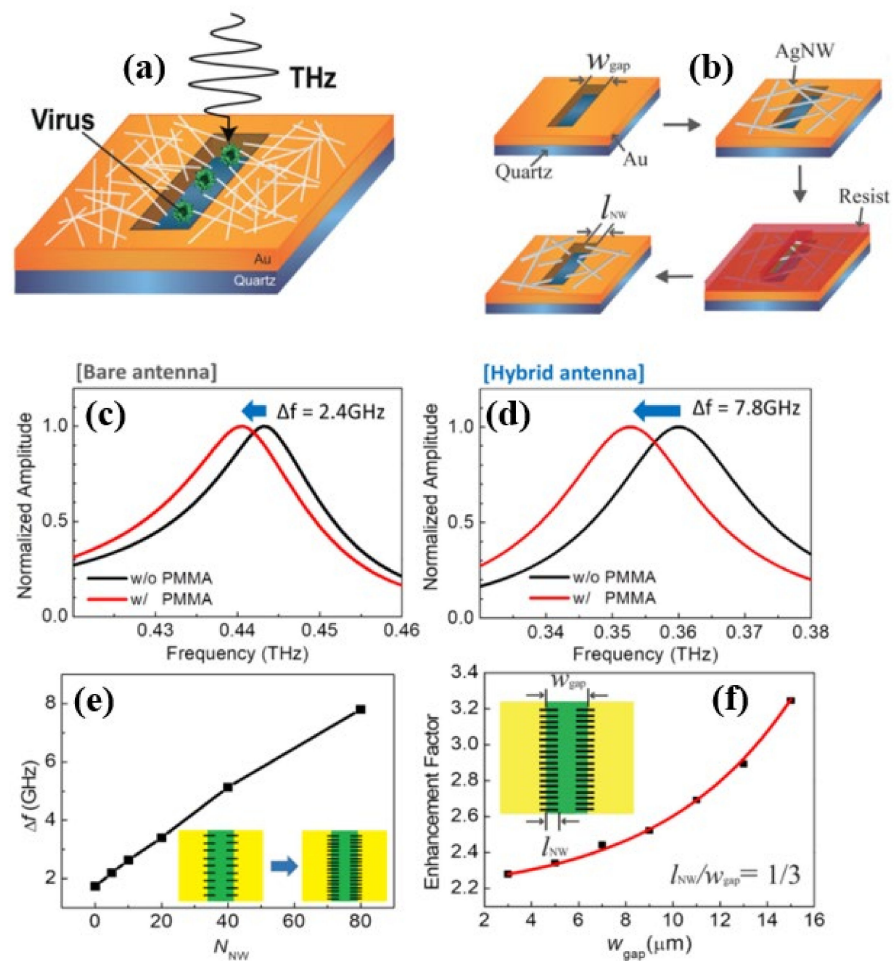 (a)
THz
Virus
Au
Quartz
(b)
w_gap
AgNW
Quartz
Au
Resist
l_NW
[Bare antenna]
(c)
Δf = 2.4GHz
Normalized Amplitude
1.0
0.5
0.0
w/o PMMA
w/ PMMA
0.43 0.44 0.45 0.46
Frequency (THz)
[Hybrid antenna]
(d)
Δf = 7.8GHz
Normalized Amplitude
1.0
0.5
0.0
w/o PMMA
w/ PMMA
0.34 0.35 0.36 0.37 0.38
Frequency (THz)
(e)
Δf (GHz)
8
6
4
2
0 20 40 60 80
N_NW
(f)
Enhancement Factor
3.4
3.2
3.0
2.8
2.6
2.4
2.2
w_gap
l_NW
l_NW/w_gap= 1/3
2 4 6 8 10 12 14 16
w_gap(μm)